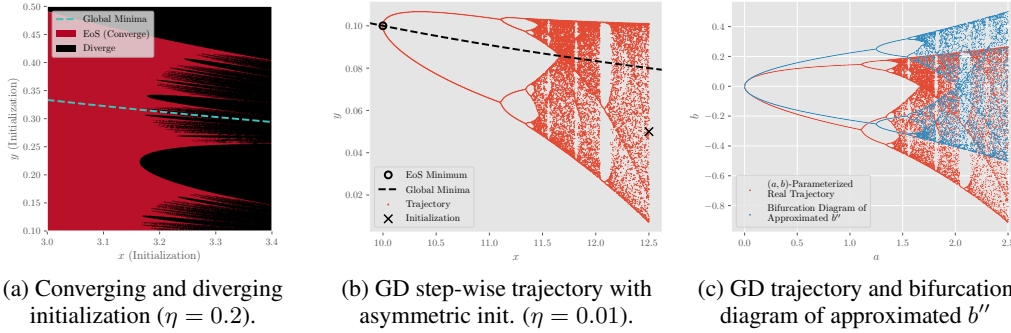 0.50
0.45
0.40
0.35
0.30
0.25
0.20
0.15
0.10
y (Initialization)
Global Minima
EoS (Converge)
Diverge
3.0 3.1 3.2 3.3 3.4
x (Initialization)
(a) Converging and diverging
initialization (η = 0.2).
0.10
0.08
0.06
0.04
0.02
y
EoS Minimum
Global Minima
Trajectory
Initialization
10.0 10.5 11.0 11.5 12.0 12.5
x
(b) GD step-wise trajectory with
asymmetric init. (η = 0.01).
0.4
0.2
0.0
−0.2
−0.4
−0.6
−0.8
b
(a, b)-Parameterized
Real Trajectory
Bifurcation Diagram of
Approximated b′′
0.0 0.5 1.0 1.5 2.0 2.5
a
(c) GD trajectory and bifurcation
diagram of approximated b′′